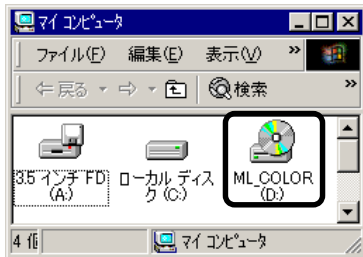 マイ コンピュータ
ファイル(F) 編集(E) 表示(V) »
戻る 検索 »
3.5 インチ FD
(A:)
ローカル ディス
ク (C:)
ML_COLOR
(D:)
4 個
マイ コンピュータ